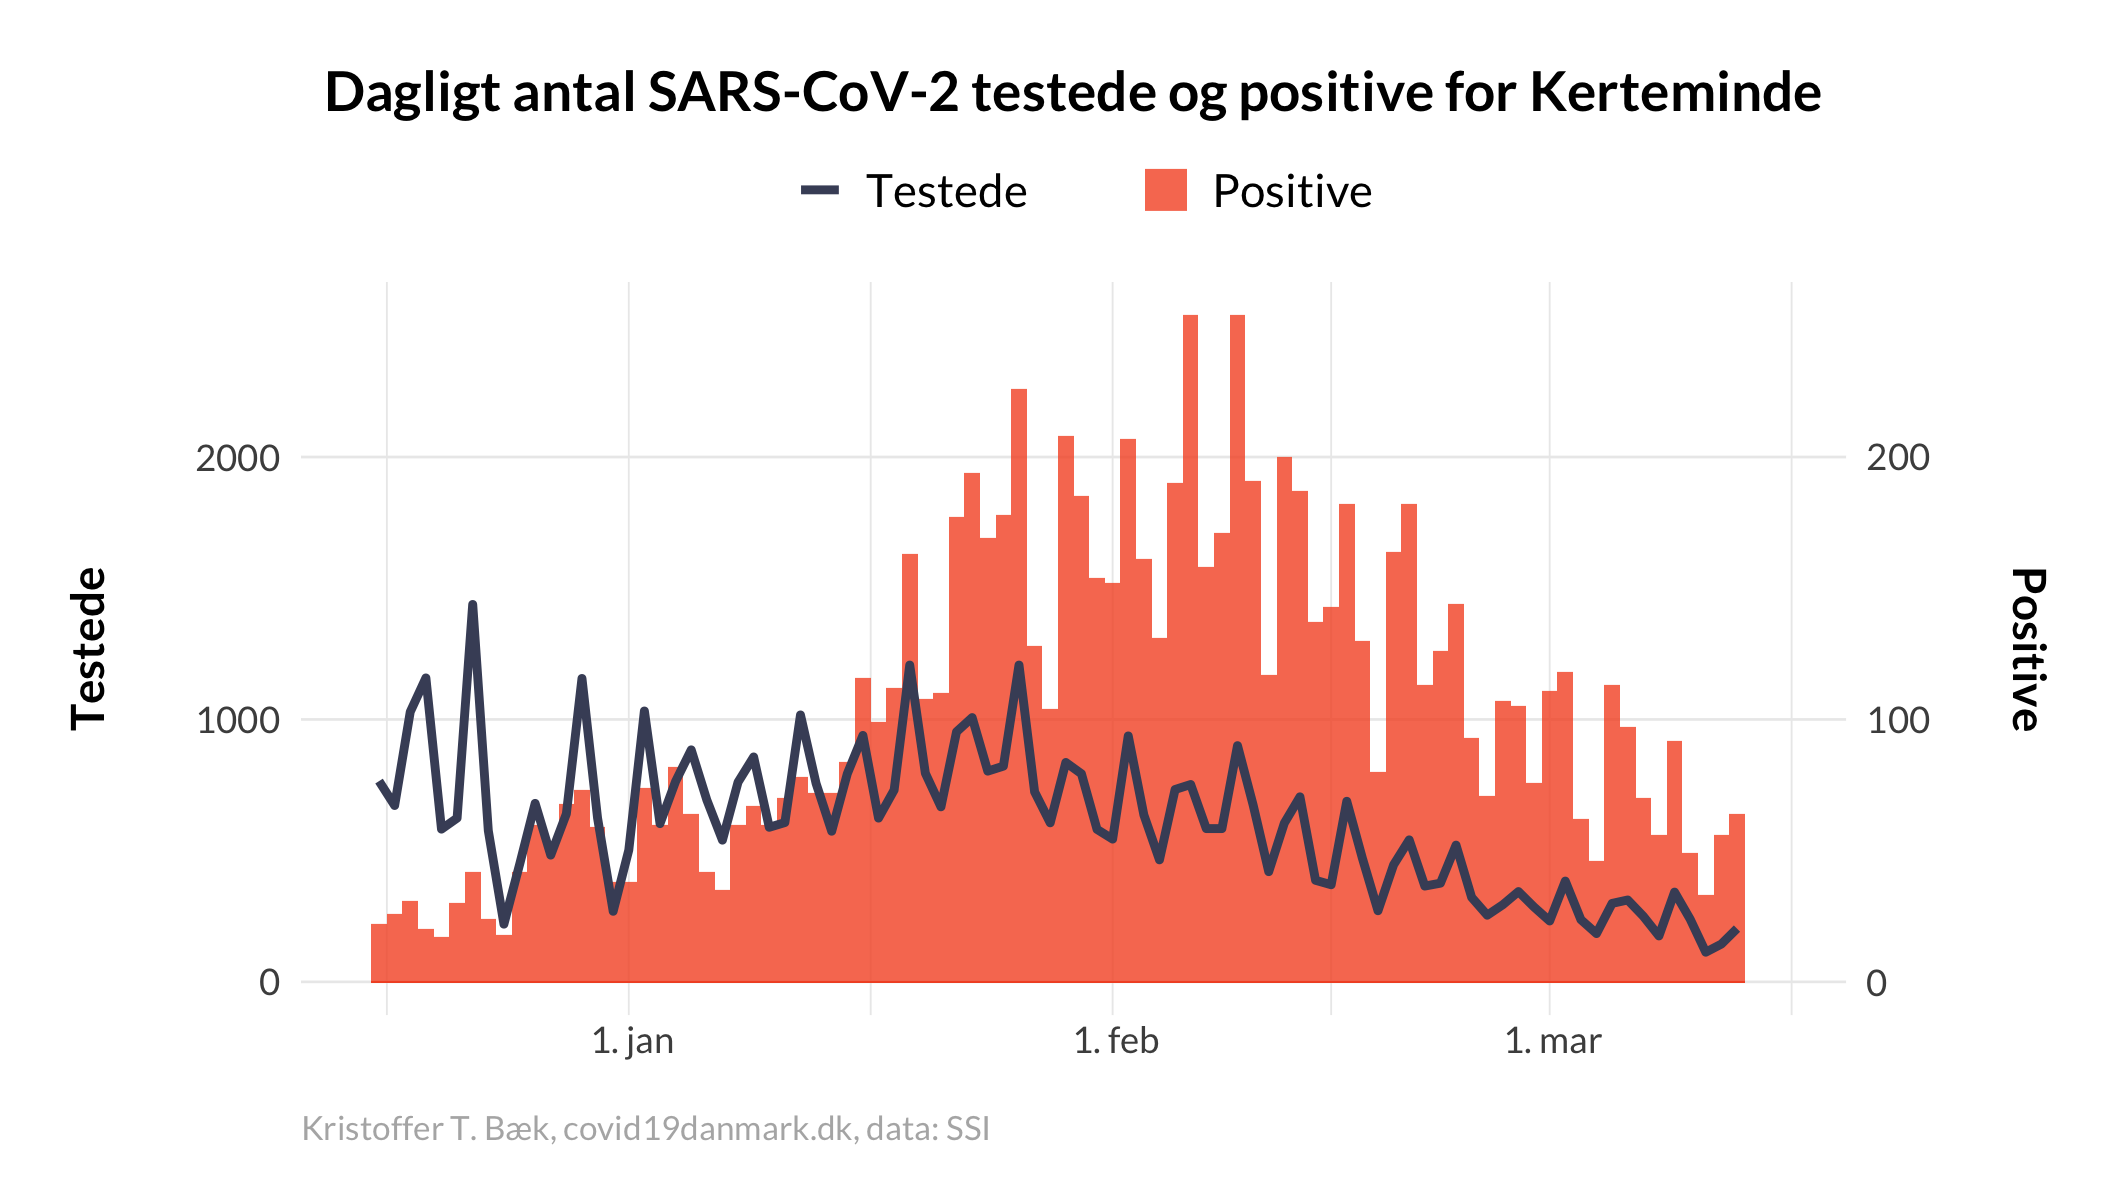 Dagligt antal SARS-CoV-2 testede og positive for Kerteminde
Testede
Positive
2000
1000
0
200
100
0
Testede
Positive
1. jan
1. feb
1. mar
Kristoffer T. Bæk, covid19danmark.dk, data: SSI